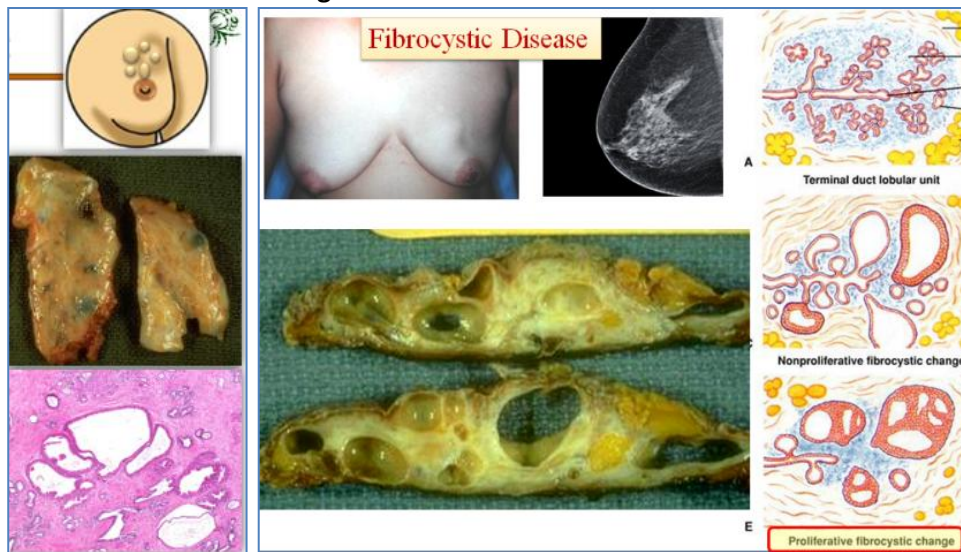 Fibrocystic Disease
A
Terminal duct lobular unit
C
Nonproliferative fibrocystic change
E
Proliferative fibrocystic change